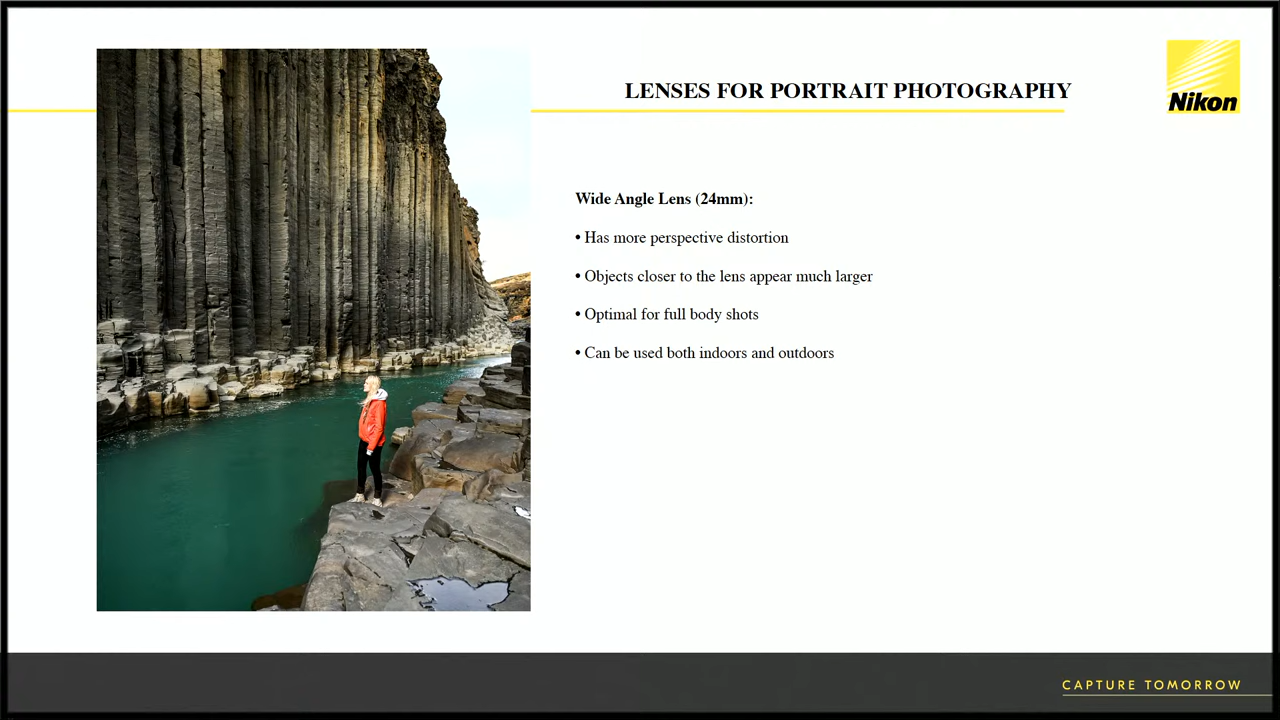 LENSES FOR PORTRAIT PHOTOGRAPHY
Nikon
Wide Angle Lens (24mm):
• Has more perspective distortion
• Objects closer to the lens appear much larger
• Optimal for full body shots
• Can be used both indoors and outdoors
CAPTURE TOMORROW